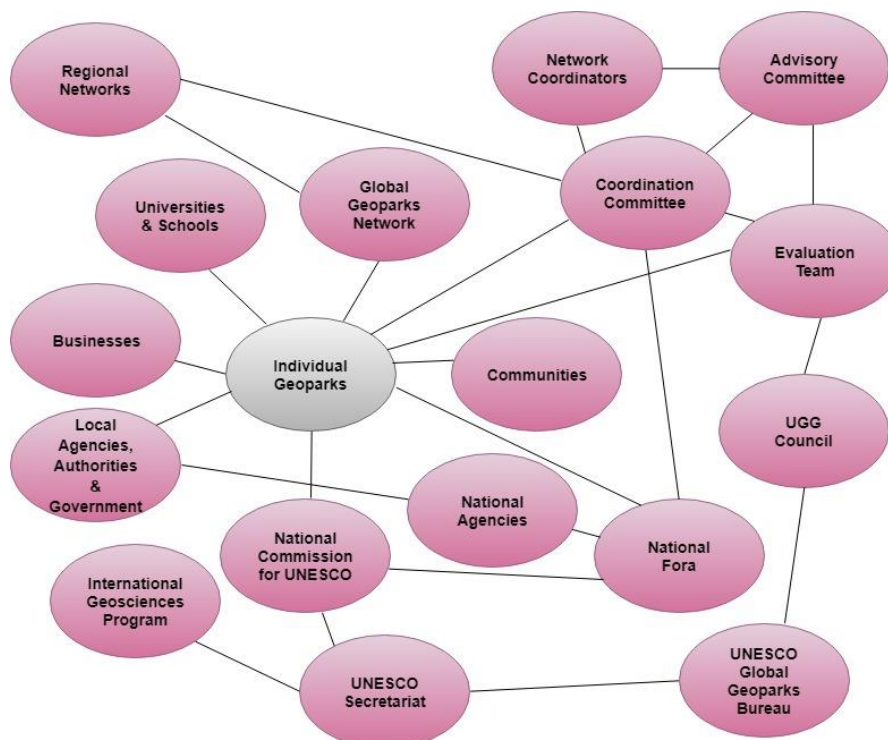 Regional
Networks
Network
Coordinators
Advisory
Committee
Universities
& Schools
Global
Geoparks
Network
Coordination
Committee
Evaluation
Team
Businesses
Individual
Geoparks
Communities
Local
Agencies,
Authorities
&
Government
UGG
Council
National
Agencies
National
Commission
for UNESCO
National
Fora
International
Geosciences
Program
UNESCO
Secretariat
UNESCO
Global
Geoparks
Bureau